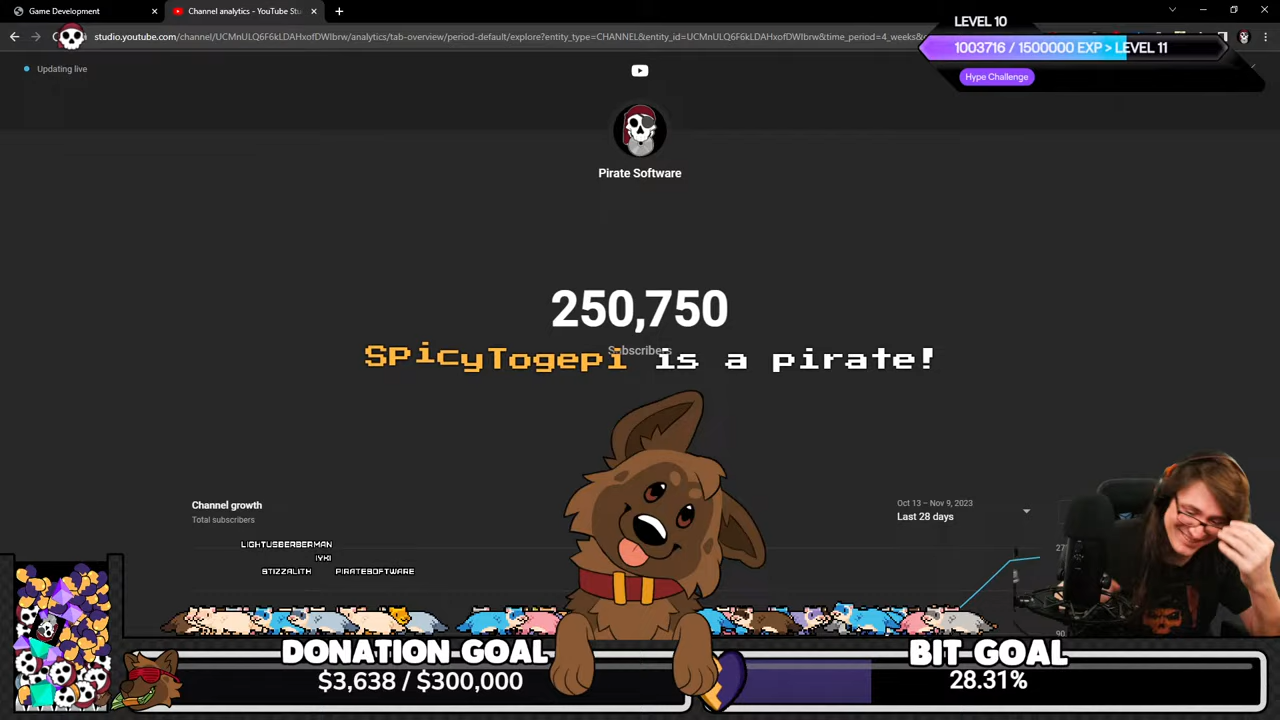 Game Development
Channel analytics - YouTube Stu
studio.youtube.com/channel/UCMnULQ6F6kLDAHxofDWIbrw/analytics/tab-overview/period-default/explore?entity_type=CHANNEL&entity_id=UCMnULQ6F6kLDAHxofDWIbrw&time_period=4_weeks&
LEVEL 10
1003716 / 1500000 EXP > LEVEL 11
Hype Challenge
Updating live
Pirate Software
250,750
Subscribers
SpicyTogepi is a pirate!
Channel growth
Total subscribers
Oct 13 – Nov 9, 2023
Last 28 days
LIGHTUSBERBERMAN
IVKI
STIZZALITH
PIRATESOFTWARE
DONATION GOAL
$3,638 / $300,000
BIT GOAL
28.31%